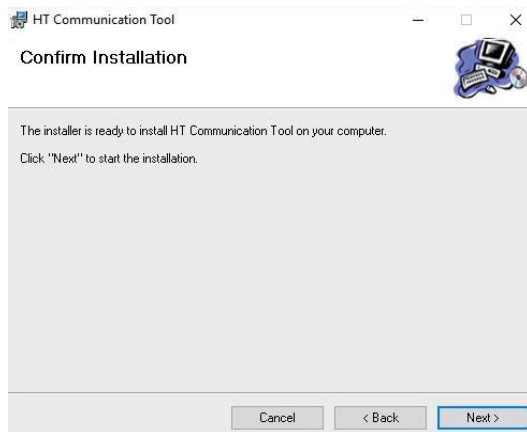 HT Communication Tool
Confirm Installation
The installer is ready to install HT Communication Tool on your computer.
Click "Next" to start the installation.
Cancel
< Back
Next >